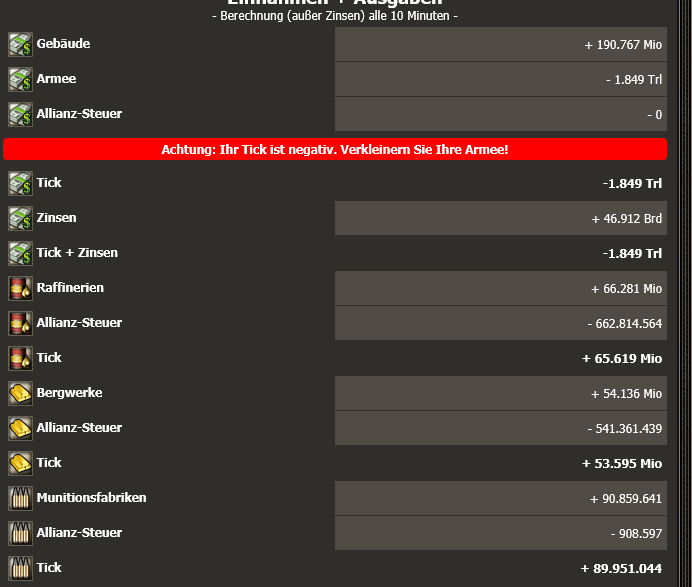 Einnahmen + Ausgaben
- Berechnung (außer Zinsen) alle 10 Minuten -
Gebäude + 190.767 Mio
Armee - 1.849 Trl
Allianz-Steuer - 0
Achtung: Ihr Tick ist negativ. Verkleinern Sie Ihre Armee!
Tick -1.849 Trl
Zinsen + 46.912 Brd
Tick + Zinsen -1.849 Trl
Raffinerien + 66.281 Mio
Allianz-Steuer - 662.814.564
Tick + 65.619 Mio
Bergwerke + 54.136 Mio
Allianz-Steuer - 541.361.439
Tick + 53.595 Mio
Munitionsfabriken + 90.859.641
Allianz-Steuer - 908.597
Tick + 89.951.044